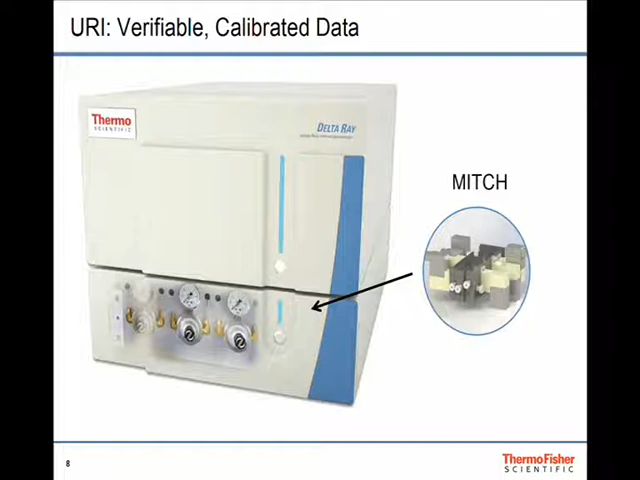 URI: Verifiable, Calibrated Data
Thermo
SCIENTIFIC
DELTA RAY
MITCH
8
ThermoFisher
SCIENTIFIC